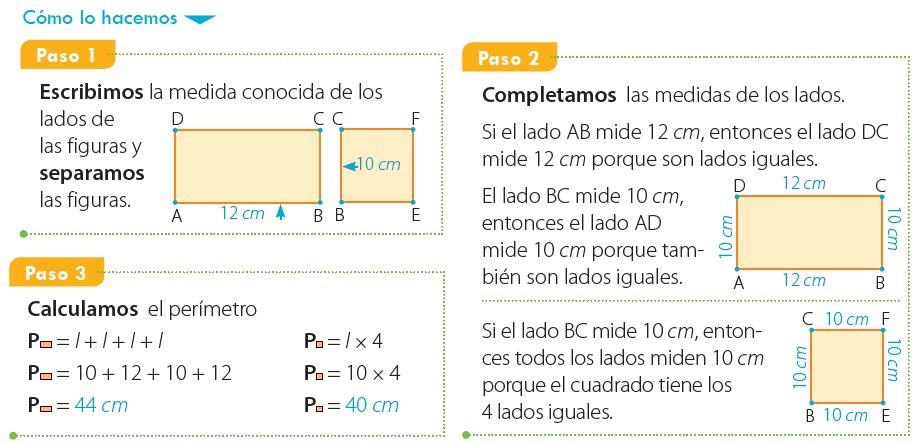 Cómo lo hacemos
Paso 1
Escribimos la medida conocida de los
lados de
las figuras y
separamos
las figuras.
D C C F
10 cm
A 12 cm B B E
Paso 2
Completamos las medidas de los lados.
Si el lado AB mide 12 cm, entonces el lado DC
mide 12 cm porque son lados iguales.
El lado BC mide 10 cm,
entonces el lado AD
mide 10 cm porque tam-
bién son lados iguales.
D 12 cm C
10 cm 10 cm
A 12 cm B
Si el lado BC mide 10 cm, enton-
ces todos los lados miden 10 cm
porque el cuadrado tiene los
4 lados iguales.
C 10 cm F
10 cm 10 cm
B 10 cm E
Paso 3
Calculamos el perímetro
P = l + l + l + l P = l × 4
P = 10 + 12 + 10 + 12 P = 10 × 4
P = 44 cm P = 40 cm